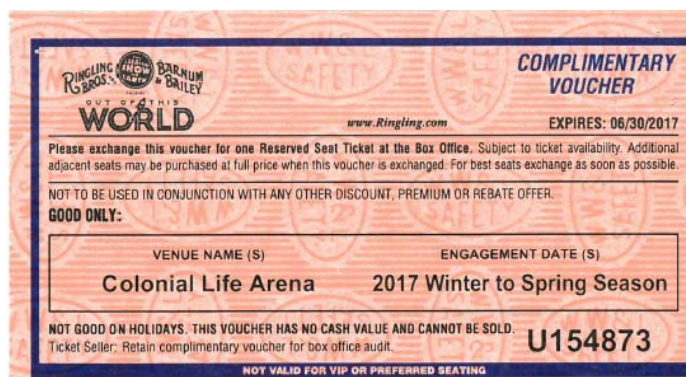 RINGLING BROS. BARNUM & BAILEY
OUT OF THIS
WORLD
COMPLIMENTARY
VOUCHER
www.Ringling.com
EXPIRES: 06/30/2017
Please exchange this voucher for one Reserved Seat Ticket at the Box Office. Subject to ticket availability. Additional
adjacent seats may be purchased at full price when this voucher is exchanged. For best seats exchange as soon as possible.
NOT TO BE USED IN CONJUNCTION WITH ANY OTHER DISCOUNT, PREMIUM OR REBATE OFFER.
GOOD ONLY:
VENUE NAME (S)
ENGAGEMENT DATE (S)
Colonial Life Arena
2017 Winter to Spring Season
NOT GOOD ON HOLIDAYS. THIS VOUCHER HAS NO CASH VALUE AND CANNOT BE SOLD.
Ticket Seller: Retain complimentary voucher for box office audit.
U154873
NOT VALID FOR VIP OR PREFERRED SEATING